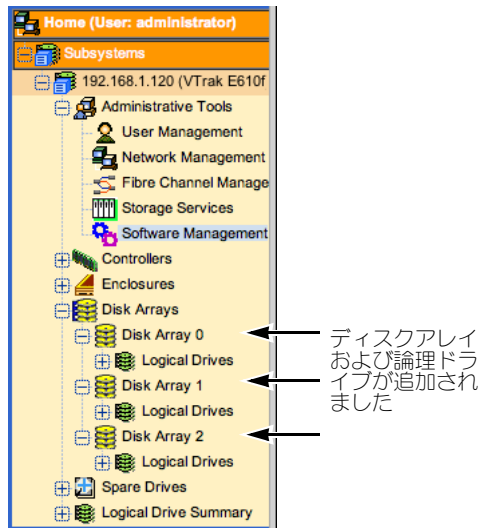 Home (User: administrator)
Subsystems
192.168.1.120 (VTrak E610f
Administrative Tools
User Management
Network Management
Fibre Channel Manage
Storage Services
Software Management
Controllers
Enclosures
Disk Arrays
Disk Array 0
Logical Drives
Disk Array 1
Logical Drives
Disk Array 2
Logical Drives
Spare Drives
Logical Drive Summary
ディスクアレイ
および論理ドラ
イブが追加され
ました